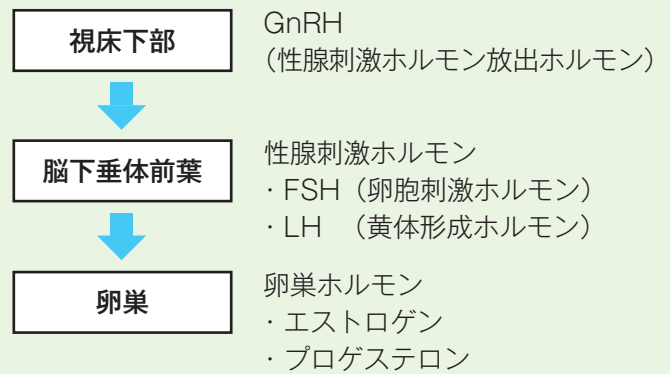 視床下部
GnRH
（性腺刺激ホルモン放出ホルモン）
脳下垂体前葉
性腺刺激ホルモン
・FSH（卵胞刺激ホルモン）
・LH　（黄体形成ホルモン）
卵巣
卵巣ホルモン
・エストロゲン
・プロゲステロン